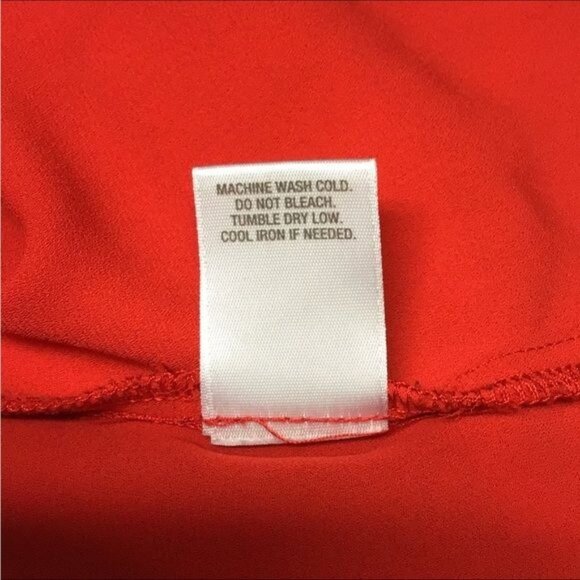 MACHINE WASH COLD.
DO NOT BLEACH.
TUMBLE DRY LOW.
COOL IRON IF NEEDED.